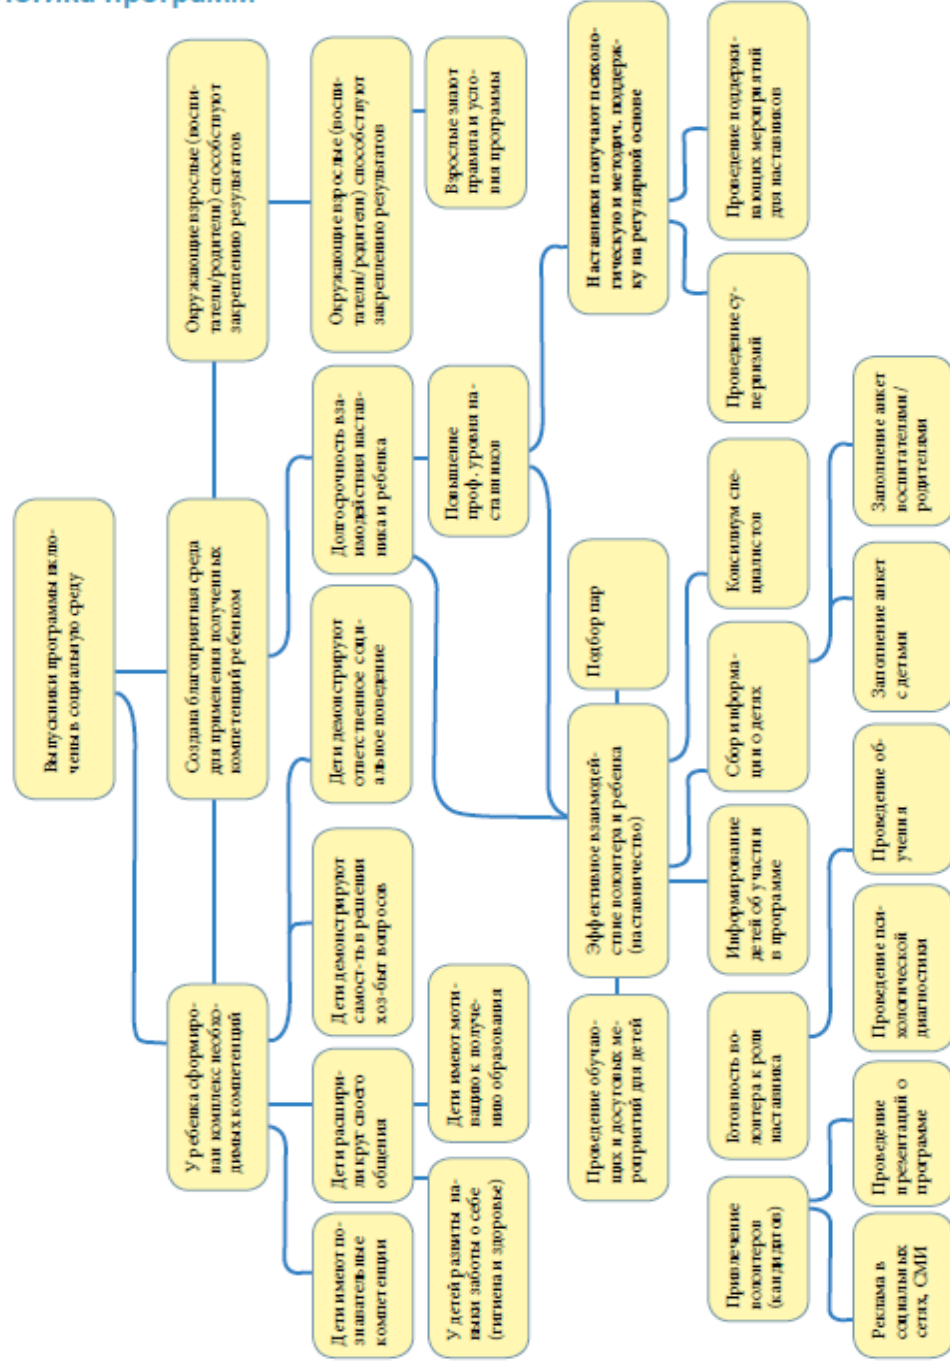 Выпускники программы вклю-
чены в социальную среду
У ребенка сформиро-
ван комплекс необхо-
димых компетенций
Создана благоприятная среда
для применения полученных
компетенций ребенком
Окружающие взрослые (воспи-
татели/родители) способствуют
закреплению результатов
Дети имеют по-
знавательные
компетенции
Дети расшири-
ли круг своего
общения
Дети демонстрируют
самост-ть в решении
хоз-быт вопросов
Дети демонстрируют
ответственное соци-
альное поведение
Долгосрочность вза-
имодействия настав-
ника и ребенка
Окружающие взрослые (воспи-
татели/родители) способствуют
закреплению результатов
У детей развиты на-
выки заботы о себе
(гигиена и здоровье)
Дети имеют моти-
вацию к получе-
нию образования
Повышение
проф. уровня на-
ставников
Взрослые знают
правила и усло-
вия программы
Проведение обучаю-
щих и досуговых ме-
роприятий для детей
Эффективное взаимодей-
ствие волонтера и ребенка
(наставничество)
Подбор пар
Наставники получают психоло-
гическую и методич. поддерж-
ку на регулярной основе
Привлечение
волонтеров
(кандидатов)
Готовность во-
лонтера к роли
наставника
Информирование
детей об участии
в программе
Сбор информа-
ции о детях
Консилиум спе-
циалистов
Проведение су-
первизий
Проведение поддержи-
вающих мероприятий
для наставников
Реклама в
социальных
сетях, СМИ
Проведение
презентаций о
программе
Проведение пси-
хологической
диагностики
Проведение об-
учения
Заполнение анкет
с детьми
Заполнение анкет
воспитателями/
родителями